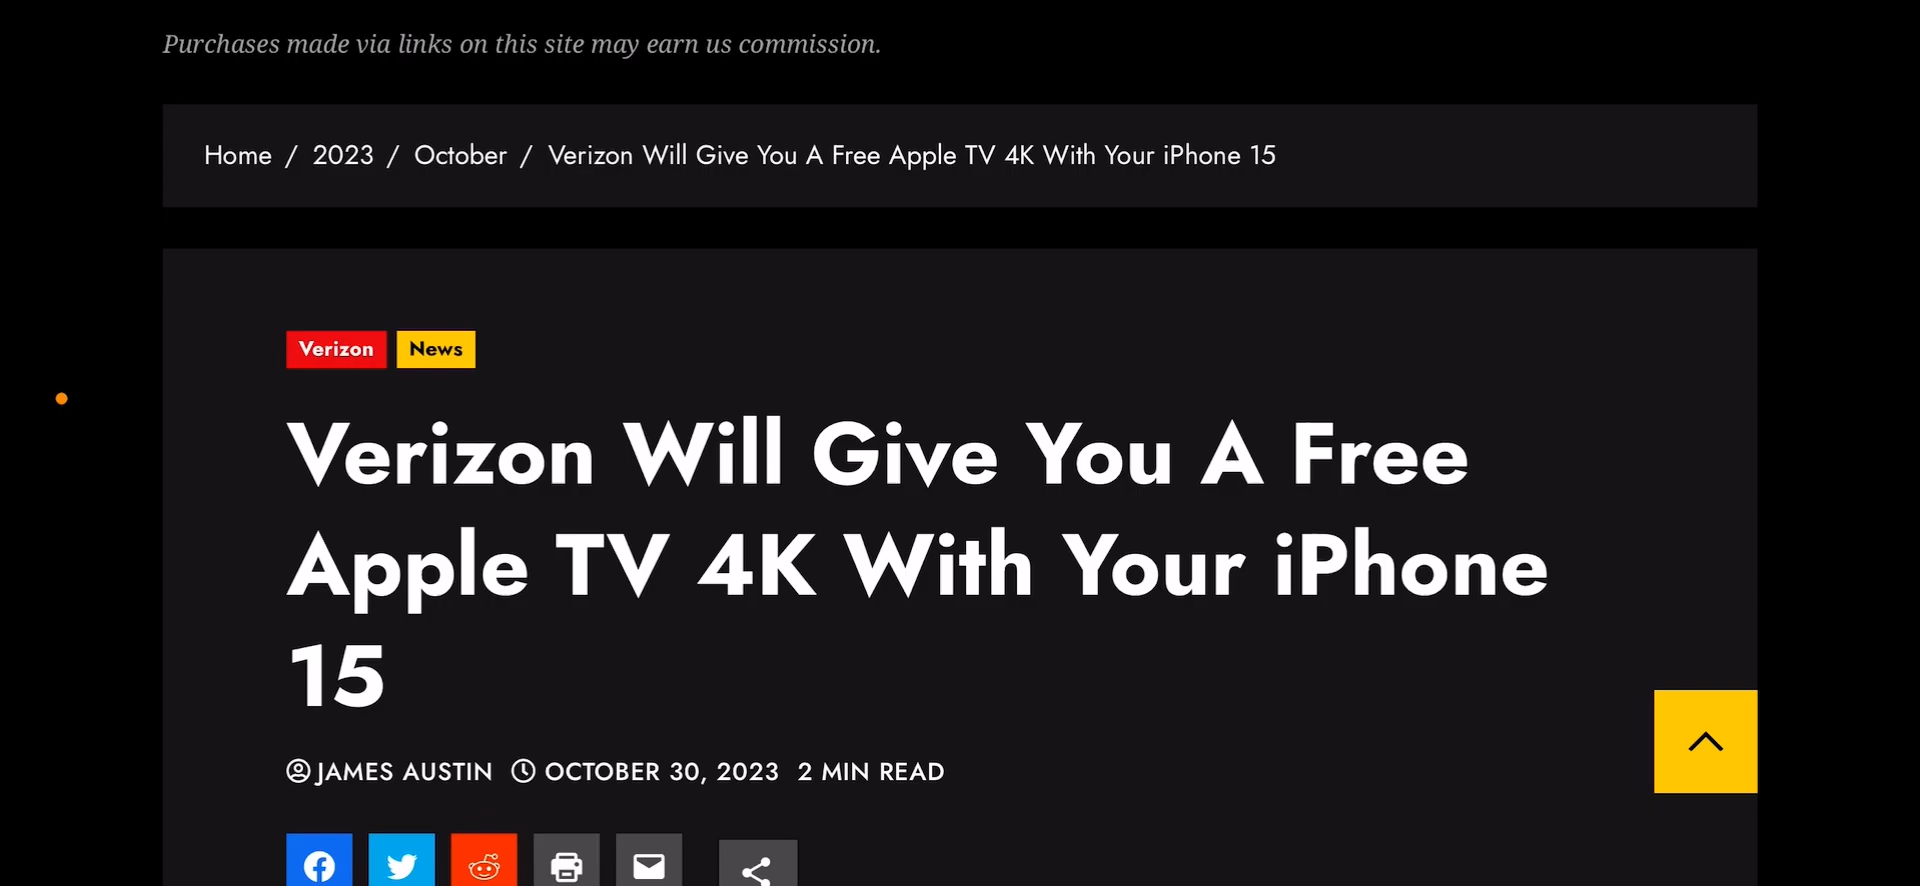 Purchases made via links on this site may earn us commission.
Home / 2023 / October / Verizon Will Give You A Free Apple TV 4K With Your iPhone 15
Verizon News
Verizon Will Give You A Free
Apple TV 4K With Your iPhone
15
JAMES AUSTIN OCTOBER 30, 2023 2 MIN READ